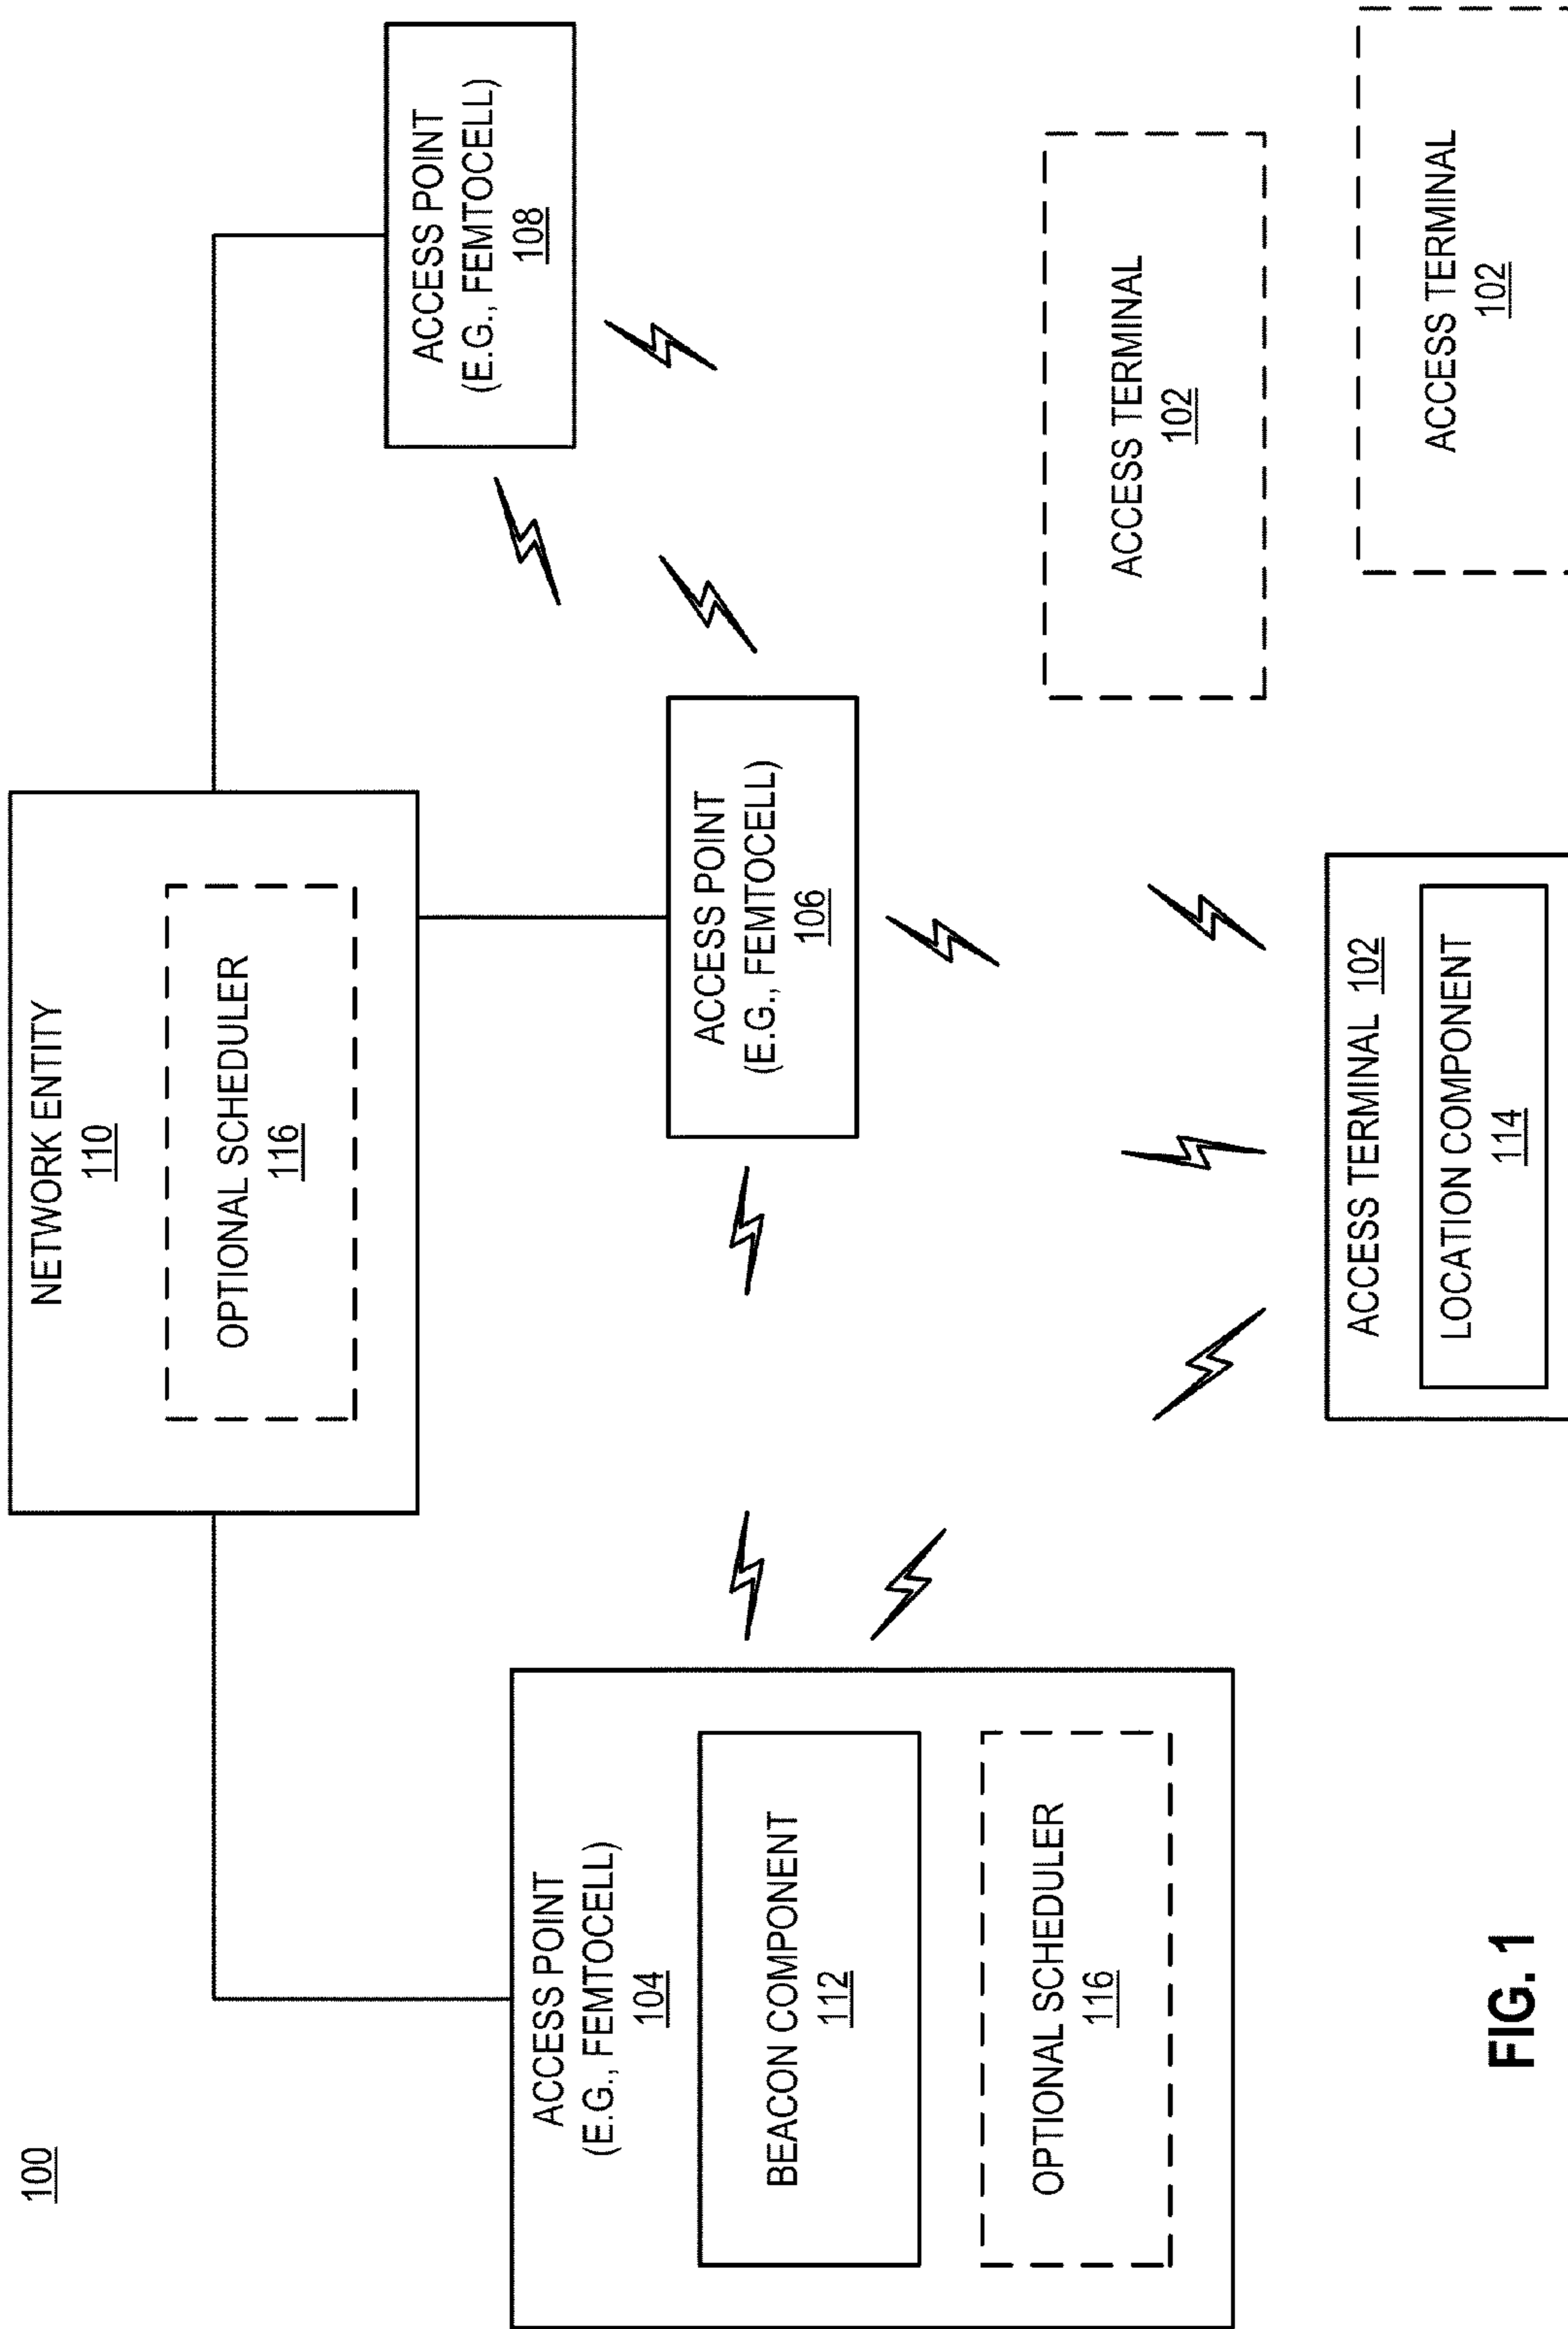 100
NETWORK ENTITY
110
OPTIONAL SCHEDULER
116
ACCESS POINT
(E.G., FEMTOCELL)
104
BEACON COMPONENT
112
OPTIONAL SCHEDULER
116
ACCESS POINT
(E.G., FEMTOCELL)
106
ACCESS POINT
(E.G., FEMTOCELL)
108
ACCESS TERMINAL 102
LOCATION COMPONENT
114
ACCESS TERMINAL
102
ACCESS TERMINAL
102
FIG. 1